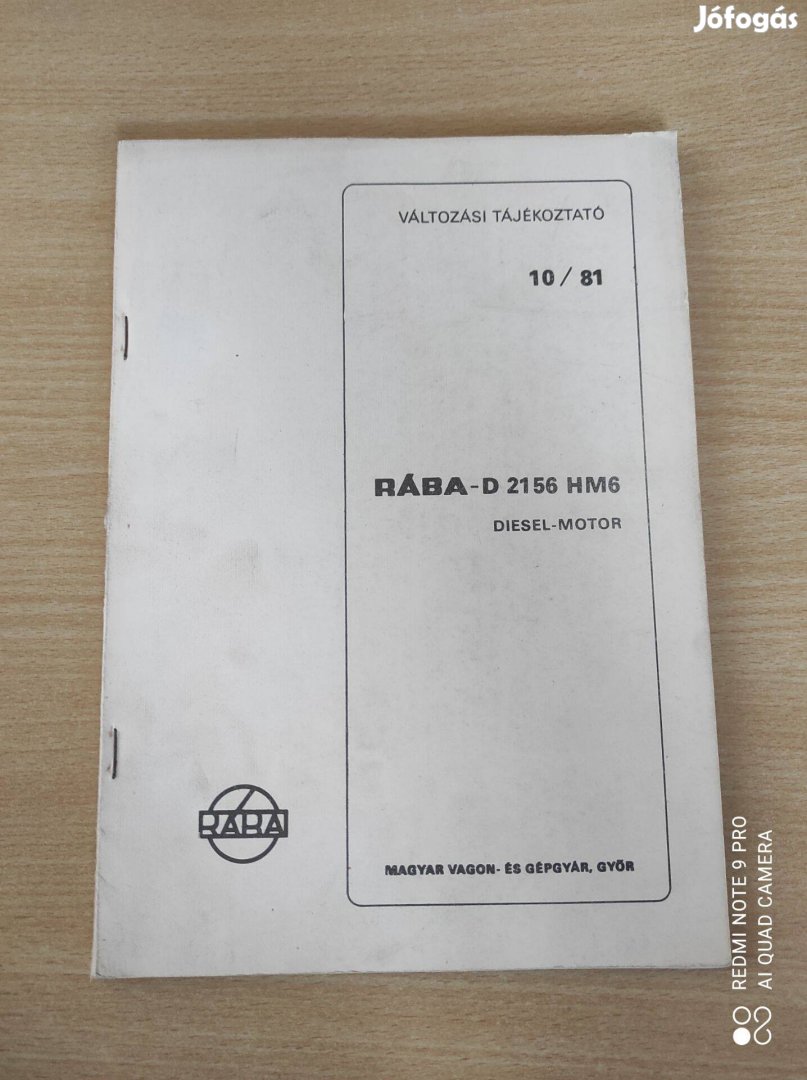 Jófogás
VÁLTOZÁSI TÁJÉKOZTATÓ
10 / 81
RÁBA-D 2156 HM6
DIESEL-MOTOR
RÁBA
MAGYAR VAGON- ÉS GÉPGYÁR, GYŐR
REDMI NOTE 9 PRO
AI QUAD CAMERA